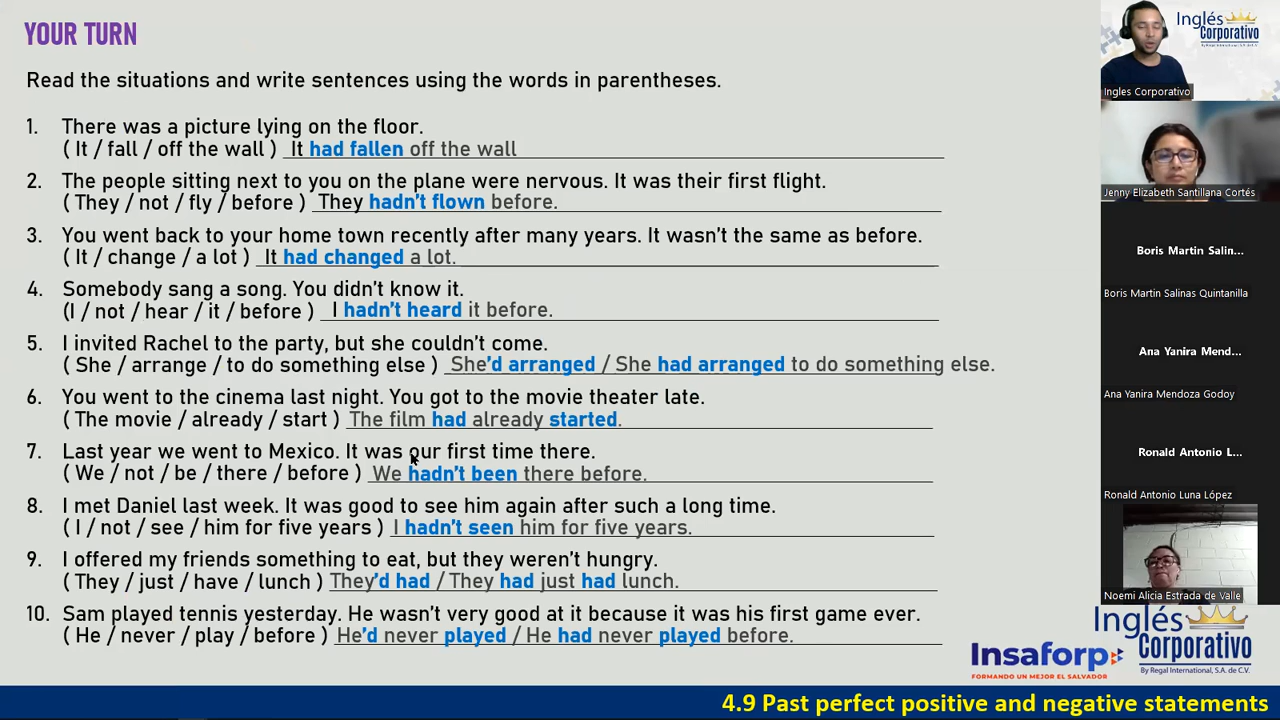 YOUR TURN
Read the situations and write sentences using the words in parentheses.
1. There was a picture lying on the floor.
( It / fall / off the wall ) It had fallen off the wall
2. The people sitting next to you on the plane were nervous. It was their first flight.
( They / not / fly / before ) They hadn't flown before.
3. You went back to your home town recently after many years. It wasn't the same as before.
( It / change / a lot ) It had changed a lot.
4. Somebody sang a song. You didn't know it.
(I / not / hear / it / before ) I hadn't heard it before.
5. I invited Rachel to the party, but she couldn't come.
( She / arrange / to do something else ) She'd arranged / She had arranged to do something else.
6. You went to the cinema last night. You got to the movie theater late.
( The movie / already / start ) The film had already started.
7. Last year we went to Mexico. It was our first time there.
( We / not / be / there / before ) We hadn't been there before.
8. I met Daniel last week. It was good to see him again after such a long time.
( I / not / see / him for five years ) I hadn't seen him for five years.
9. I offered my friends something to eat, but they weren't hungry.
( They / just / have / lunch ) They'd had / They had just had lunch.
10. Sam played tennis yesterday. He wasn't very good at it because it was his first game ever.
( He / never / play / before ) He'd never played / He had never played before.
Inglés
Corporativo
Ingles Corporativo
Jenny Elizabeth Santillana Cortés
Boris Martin Salin...
Boris Martin Salinas Quintanilla
Ana Yanira Mend...
Ana Yanira Mendoza Godoy
Ronald Antonio L...
Ronald Antonio Luna López
Noemi Alicia Estrada de Valle
Insaforp
FORMANDO UN MEJOR EL SALVADOR
Inglés
Corporativo
By Regal International, S.A. de C.V.
4.9 Past perfect positive and negative statements